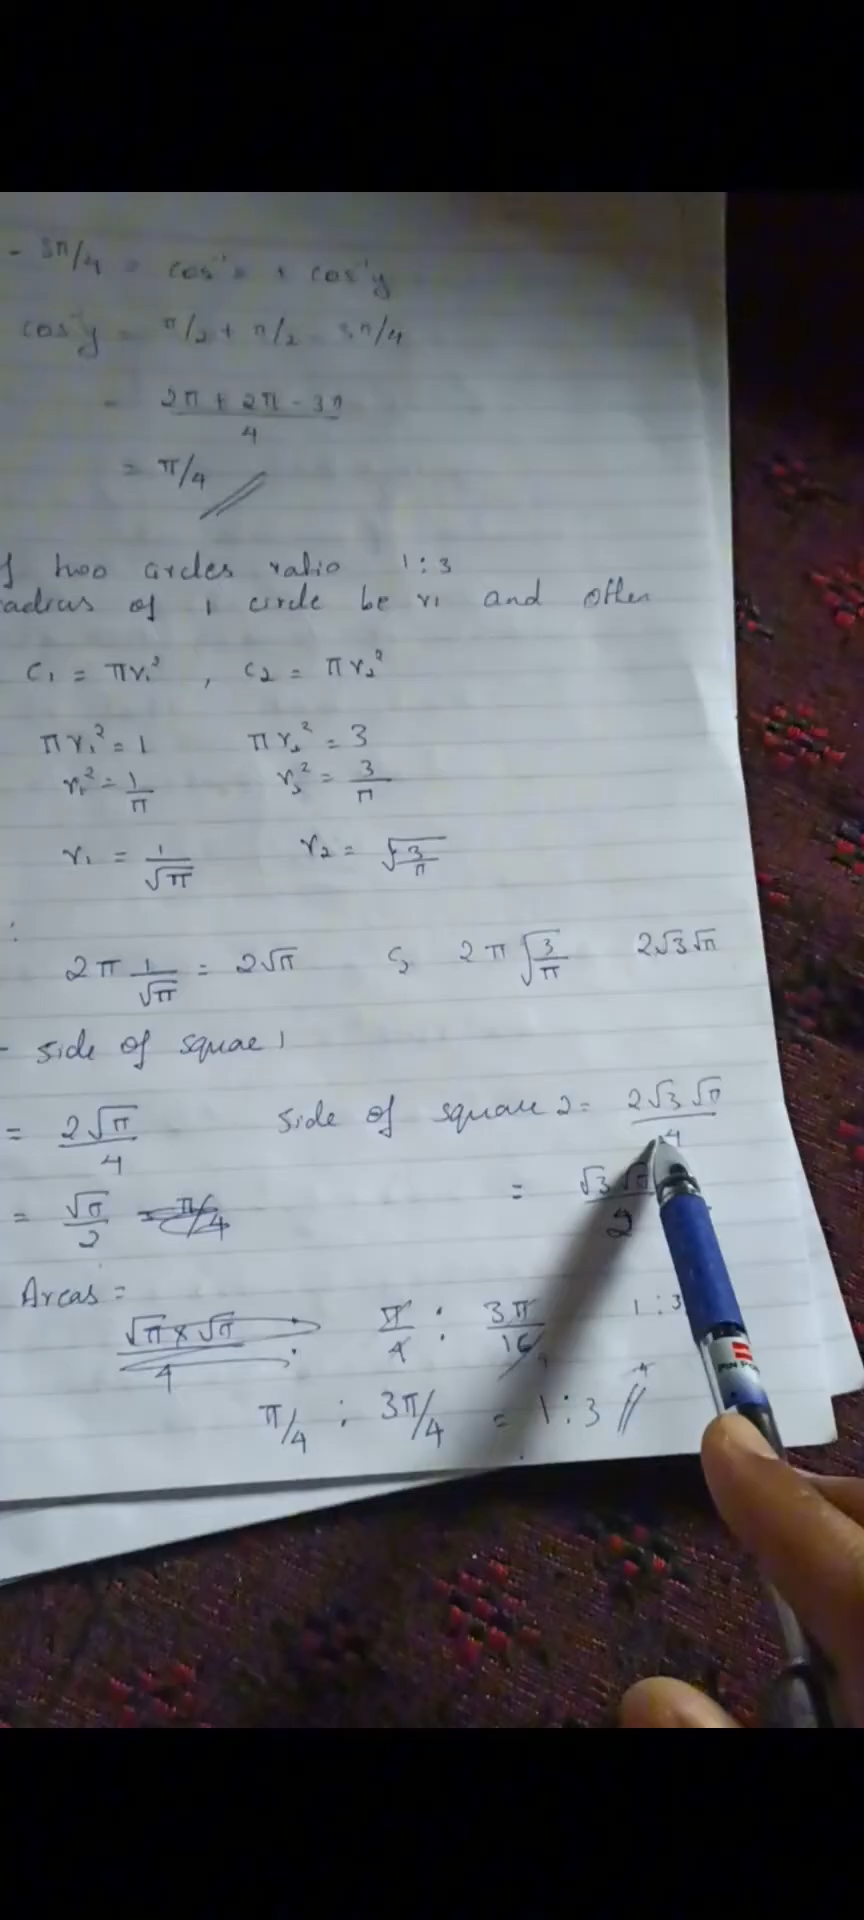 - 3π/4 = cos⁻¹x + cos⁻¹y
cos⁻¹y = π/2 + π/2 - 3π/4
= (2π + 2π - 3π)/4
= π/4 //
two circles ratio 1 : 3
radius of 1 circle be r₁ and other
C₁ = πr₁² , C₂ = πr₂²
πr₁² = 1 πr₂² = 3
r₁² = 1/π r₂² = 3/π
r₁ = 1/√π r₂ = √(3/π)
:
2π 1/√π = 2√π 2π √(3/π) 2√3√π
- side of squae 1
= 2√π/4 side of square 2 = 2√3√π/4
= √π/2 = √3√π/2
Areas =
√π × √π/4 : π/4 : 3π/16 1 : 3
π/4 : 3π/4 = 1 : 3 //